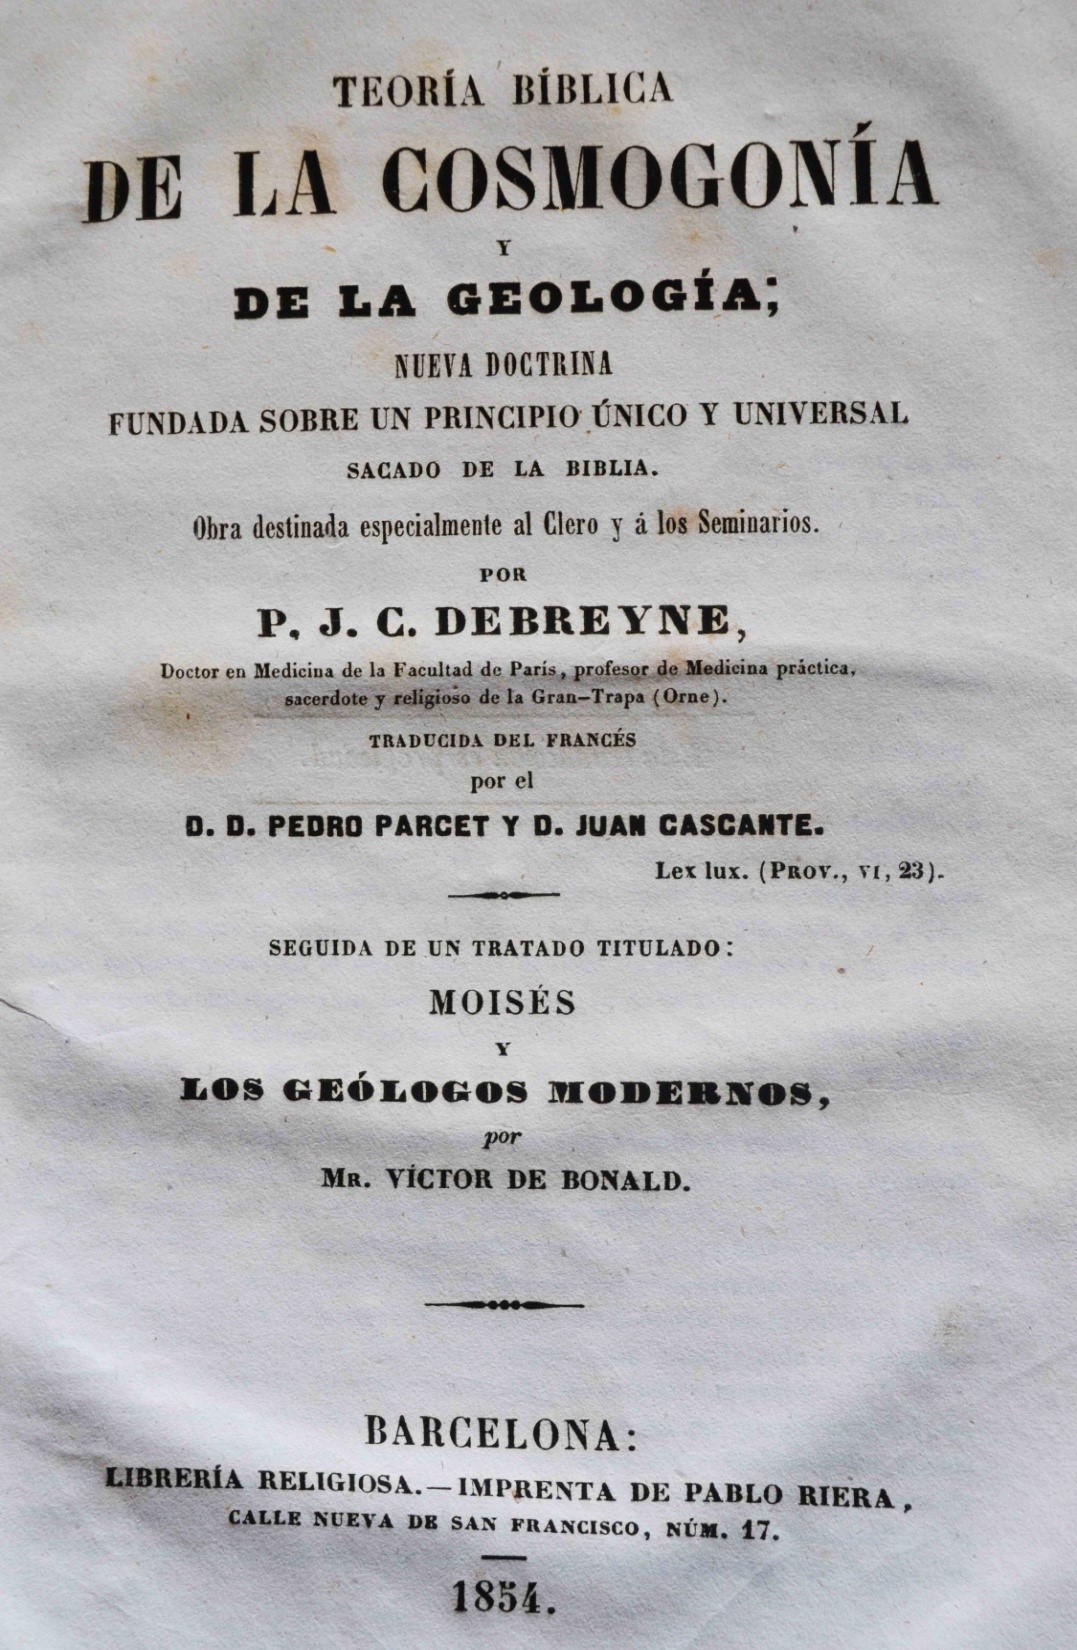 TEORÍA BÍBLICA
DE LA COSMOGONÍA
Y
DE LA GEOLOGÍA;
NUEVA DOCTRINA
FUNDADA SOBRE UN PRINCIPIO ÚNICO Y UNIVERSAL
SACADO DE LA BIBLIA.
Obra destinada especialmente al Clero y á los Seminarios.
POR
P. J. C. DEBREYNE,
Doctor en Medicina de la Facultad de París, profesor de Medicina práctica,
sacerdote y religioso de la Gran-Trapa (Orne).
TRADUCIDA DEL FRANCÉS
por el
D. D. PEDRO PARCET Y D. JUAN CASCANTE.
Lex lux. (PROV., VI, 23).
SEGUIDA DE UN TRATADO TITULADO:
MOISÉS
Y
LOS GEÓLOGOS MODERNOS,
por
MR. VÍCTOR DE BONALD.
BARCELONA:
LIBRERÍA RELIGIOSA.—IMPRENTA DE PABLO RIERA,
CALLE NUEVA DE SAN FRANCISCO, NÚM. 17.
1854.